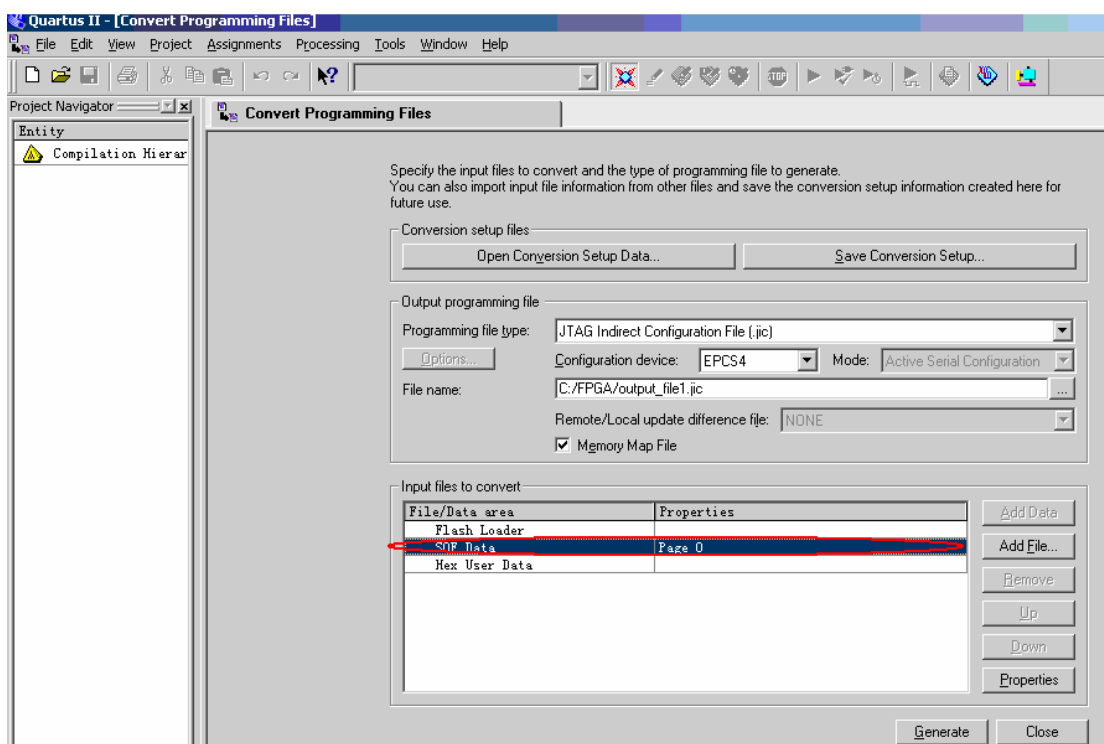 Quartus II - [Convert Programming Files]
File Edit View Project Assignments Processing Tools Window Help
STOP
Project Navigator
Entity
Compilation Hierar
Convert Programming Files
Specify the input files to convert and the type of programming file to generate.
You can also import input file information from other files and save the conversion setup information created here for
future use.
Conversion setup files
Open Conversion Setup Data... Save Conversion Setup...
Output programming file
Programming file type: JTAG Indirect Configuration File (.jic)
Options... Configuration device: EPCS4 Mode: Active Serial Configuration
File name: C:/FPGA/output_file1.jic ...
Remote/Local update difference file: NONE
Memory Map File
Input files to convert
File/Data area Properties Add Data
Flash Loader
SOF Data Page 0 Add File...
Hex User Data
Remove
Up
Down
Properties
Generate Close